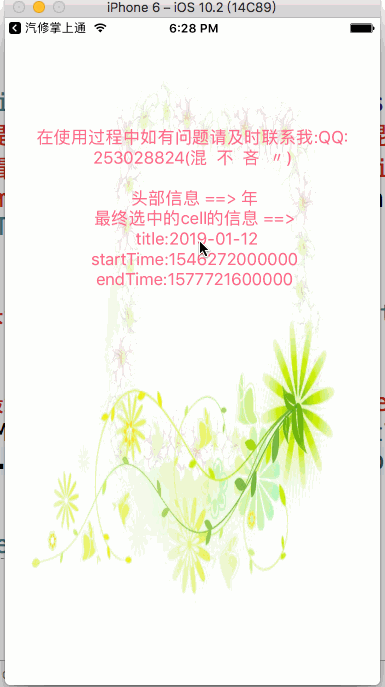 iPhone 6 – iOS 10.2 (14C89)
汽修掌上通 6:28 PM
在使用过程中如有问题请及时联系我:QQ:
253028824(混 不 吝 〃)
头部信息 ==> 年
最终选中的cell的信息 ==>
title:2019-01-12
startTime:1546272000000
endTime:1577721600000